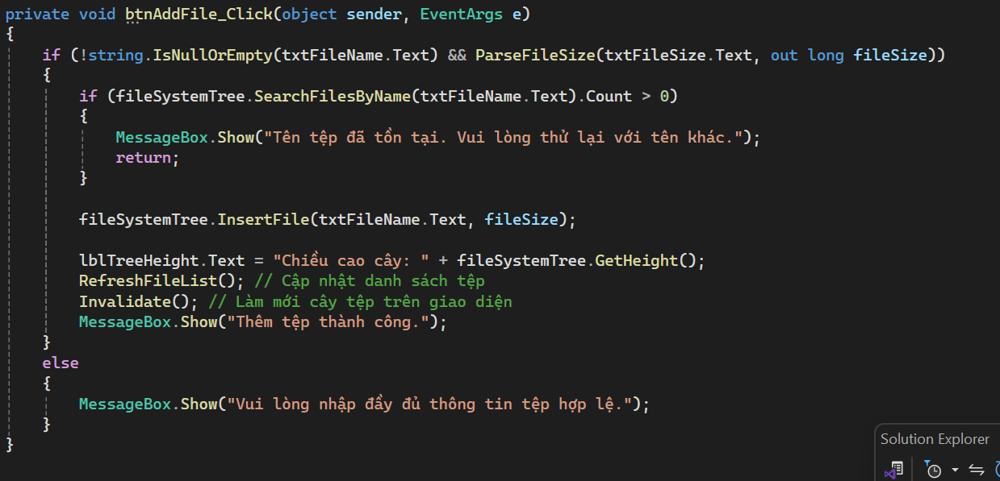 private void btnAddFile_Click(object sender, EventArgs e)
{
if (!string.IsNullOrEmpty(txtFileName.Text) && ParseFileSize(txtFileSize.Text, out long fileSize))
{
if (fileSystemTree.SearchFilesByName(txtFileName.Text).Count > 0)
{
MessageBox.Show("Tên tệp đã tồn tại. Vui lòng thử lại với tên khác.");
return;
}
fileSystemTree.InsertFile(txtFileName.Text, fileSize);
lblTreeHeight.Text = "Chiều cao cây: " + fileSystemTree.GetHeight();
RefreshFileList(); // Cập nhật danh sách tệp
Invalidate(); // Làm mới cây tệp trên giao diện
MessageBox.Show("Thêm tệp thành công.");
}
else
{
MessageBox.Show("Vui lòng nhập đầy đủ thông tin tệp hợp lệ.");
}
}
Solution Explorer